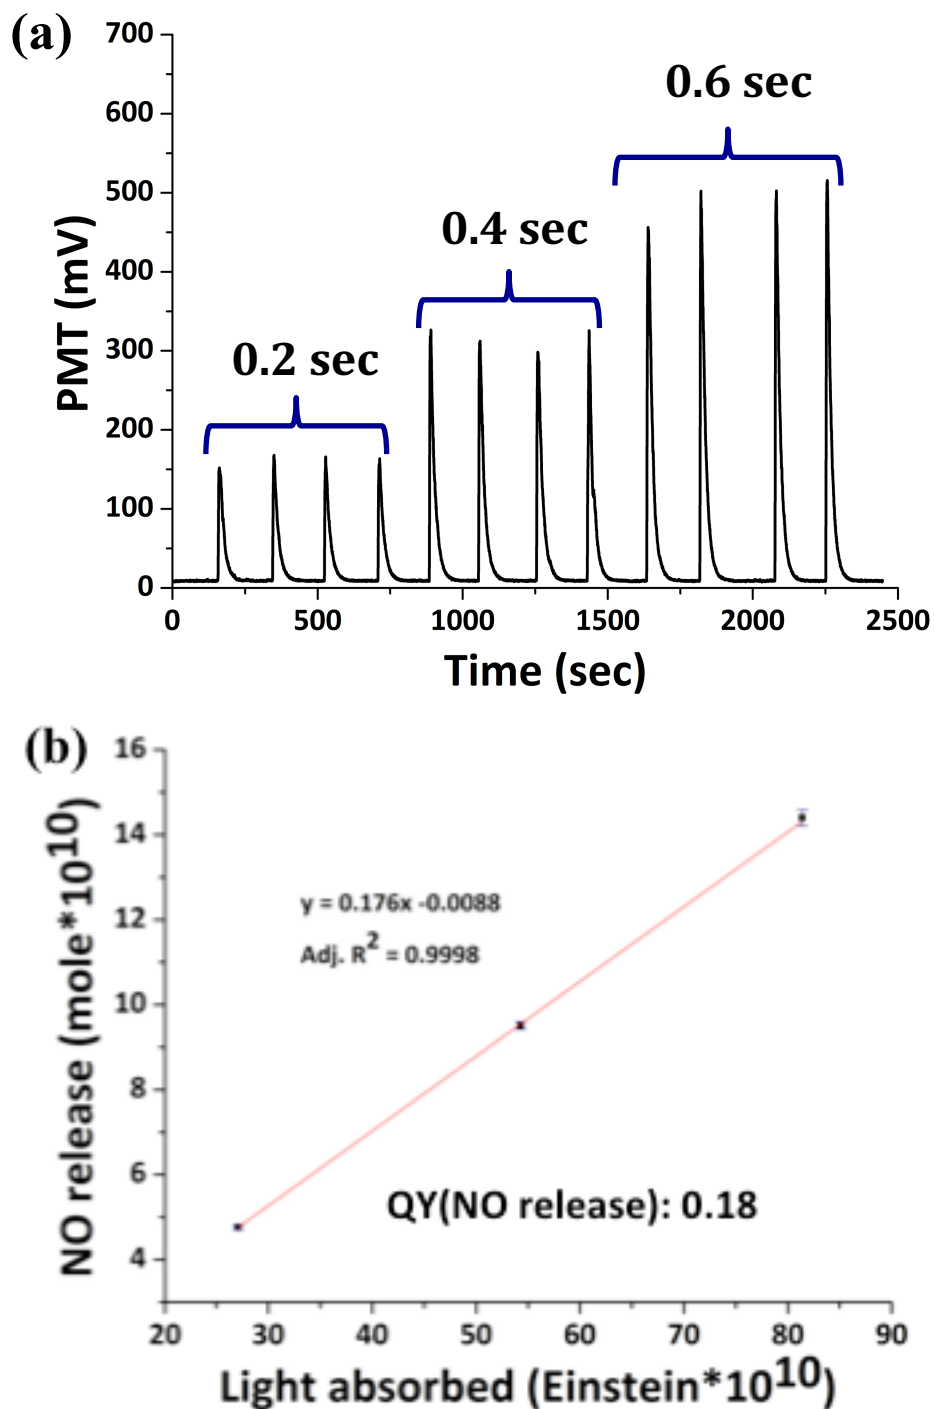 (a)
700
600
500
400
300
200
100
0
PMT (mV)
0.2 sec
0.4 sec
0.6 sec
0 500 1000 1500 2000 2500
Time (sec)
(b)
16
14
12
10
8
6
4
NO release (mole*10^10)
y = 0.176x -0.0088
Adj. R^2 = 0.9998
QY(NO release): 0.18
20 30 40 50 60 70 80 90
Light absorbed (Einstein*10^10)